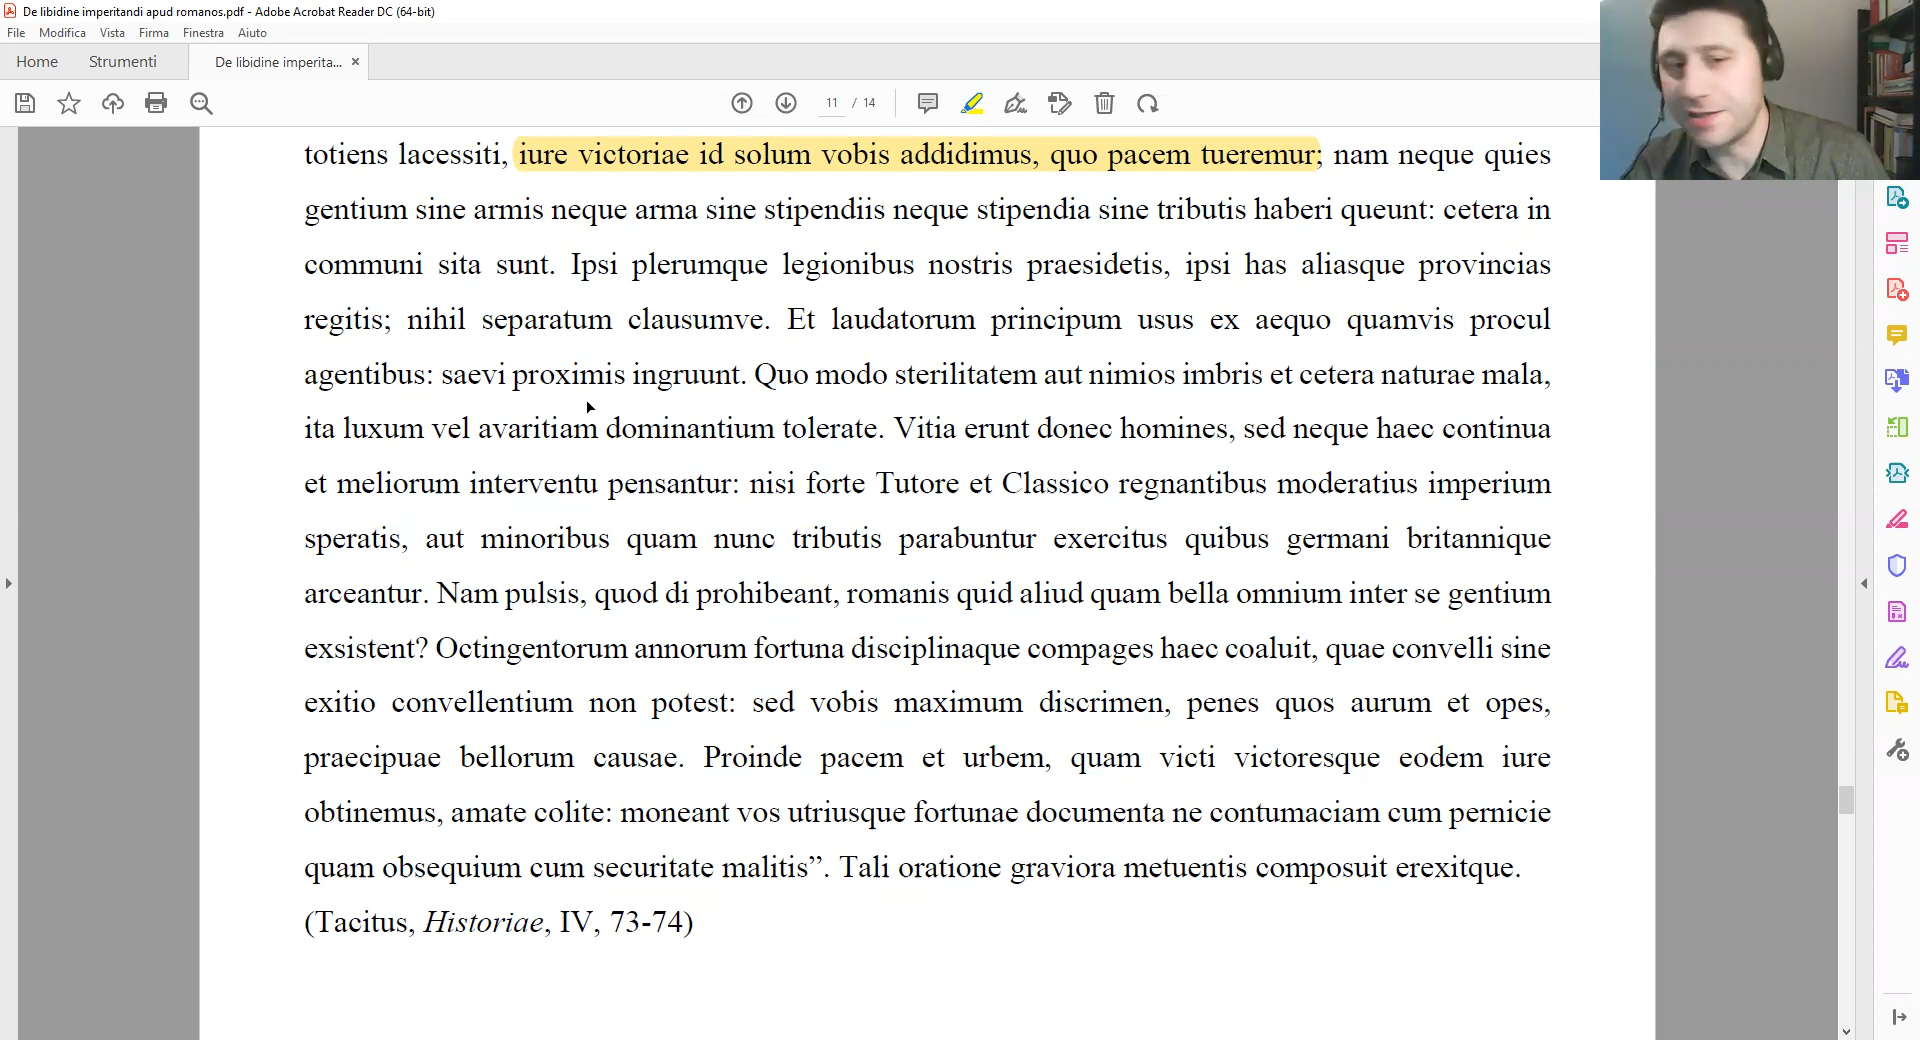 De libidine imperitandi apud romanos.pdf - Adobe Acrobat Reader DC (64-bit)
File Modifica Vista Firma Finestra Aiuto
Home Strumenti De libidine imperita... ×
11 / 14
totiens lacessiti, iure victoriae id solum vobis addidimus, quo pacem tueremur; nam neque quies
gentium sine armis neque arma sine stipendiis neque stipendia sine tributis haberi queunt: cetera in
communi sita sunt. Ipsi plerumque legionibus nostris praesidetis, ipsi has aliasque provincias
regitis; nihil separatum clausumve. Et laudatorum principum usus ex aequo quamvis procul
agentibus: saevi proximis ingruunt. Quo modo sterilitatem aut nimios imbris et cetera naturae mala,
ita luxum vel avaritiam dominantium tolerate. Vitia erunt donec homines, sed neque haec continua
et meliorum interventu pensantur: nisi forte Tutore et Classico regnantibus moderatius imperium
speratis, aut minoribus quam nunc tributis parabuntur exercitus quibus germani britannique
arceantur. Nam pulsis, quod di prohibeant, romanis quid aliud quam bella omnium inter se gentium
exsistent? Octingentorum annorum fortuna disciplinaque compages haec coaluit, quae convelli sine
exitio convellentium non potest: sed vobis maximum discrimen, penes quos aurum et opes,
praecipuae bellorum causae. Proinde pacem et urbem, quam victi victoresque eodem iure
obtinemus, amate colite: moneant vos utriusque fortunae documenta ne contumaciam cum pernicie
quam obsequium cum securitate malitis”. Tali oratione graviora metuentis composuit erexitque.
(Tacitus, Historiae, IV, 73-74)